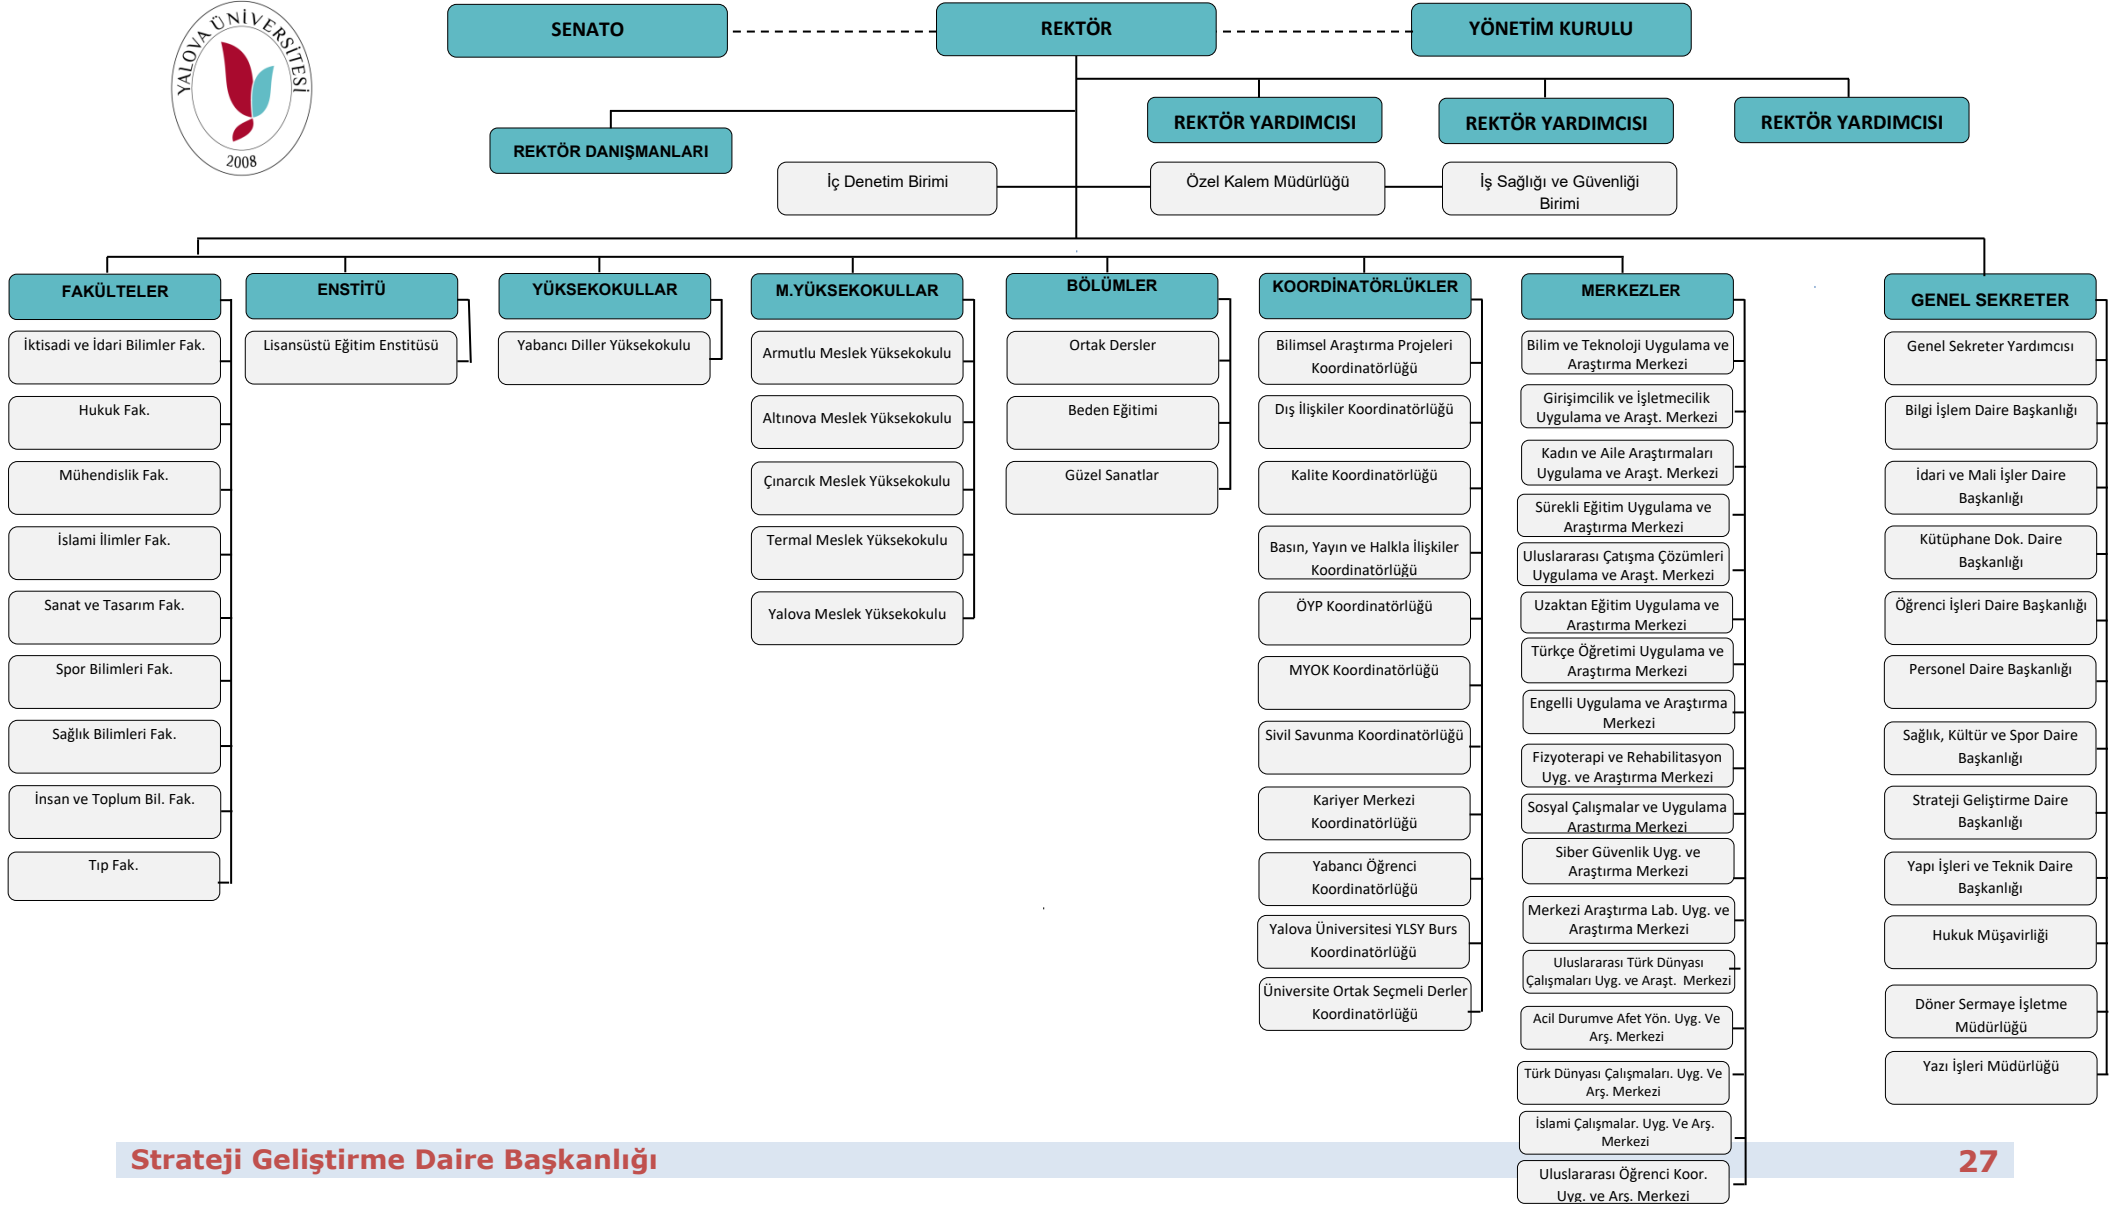 YALOVA ÜNİVERSİTESİ
2008
SENATO
REKTÖR
YÖNETİM KURULU
REKTÖR DANIŞMANLARI
REKTÖR YARDIMCISI
REKTÖR YARDIMCISI
REKTÖR YARDIMCISI
İç Denetim Birimi
Özel Kalem Müdürlüğü
İş Sağlığı ve Güvenliği
Birimi
FAKÜLTELER
İktisadi ve İdari Bilimler Fak.
Hukuk Fak.
Mühendislik Fak.
İslami İlimler Fak.
Sanat ve Tasarım Fak.
Spor Bilimleri Fak.
Sağlık Bilimleri Fak.
İnsan ve Toplum Bil. Fak.
Tıp Fak.
ENSTİTÜ
Lisansüstü Eğitim Enstitüsü
YÜKSEKOKULLAR
Yabancı Diller Yüksekokulu
M.YÜKSEKOKULLAR
Armutlu Meslek Yüksekokulu
Altınova Meslek Yüksekokulu
Çınarcık Meslek Yüksekokulu
Termal Meslek Yüksekokulu
Yalova Meslek Yüksekokulu
BÖLÜMLER
Ortak Dersler
Beden Eğitimi
Güzel Sanatlar
KOORDİNATÖRLÜKLER
Bilimsel Araştırma Projeleri
Koordinatörlüğü
Dış İlişkiler Koordinatörlüğü
Kalite Koordinatörlüğü
Basın, Yayın ve Halkla İlişkiler
Koordinatörlüğü
ÖYP Koordinatörlüğü
MYOK Koordinatörlüğü
Sivil Savunma Koordinatörlüğü
Kariyer Merkezi
Koordinatörlüğü
Yabancı Öğrenci
Koordinatörlüğü
Yalova Üniversitesi YLSY Burs
Koordinatörlüğü
Üniversite Ortak Seçmeli Derler
Koordinatörlüğü
MERKEZLER
Bilim ve Teknoloji Uygulama ve
Araştırma Merkezi
Girişimcilik ve İşletmecilik
Uygulama ve Araşt. Merkezi
Kadın ve Aile Araştırmaları
Uygulama ve Araşt. Merkezi
Sürekli Eğitim Uygulama ve
Araştırma Merkezi
Uluslararası Çatışma Çözümleri
Uygulama ve Araşt. Merkezi
Uzaktan Eğitim Uygulama ve
Araştırma Merkezi
Türkçe Öğretimi Uygulama ve
Araştırma Merkezi
Engelli Uygulama ve Araştırma
Merkezi
Fizyoterapi ve Rehabilitasyon
Uyg. ve Araştırma Merkezi
Sosyal Çalışmalar ve Uygulama
Araştırma Merkezi
Siber Güvenlik Uyg. ve
Araştırma Merkezi
Merkezi Araştırma Lab. Uyg. ve
Araştırma Merkezi
Uluslararası Türk Dünyası
Çalışmaları Uyg. ve Araşt. Merkezi
Acil Durumve Afet Yön. Uyg. Ve
Arş. Merkezi
Türk Dünyası Çalışmaları. Uyg. Ve
Arş. Merkezi
İslami Çalışmalar. Uyg. Ve Arş.
Merkezi
Uluslararası Öğrenci Koor.
Uyg. ve Arş. Merkezi
GENEL SEKRETER
Genel Sekreter Yardımcısı
Bilgi İşlem Daire Başkanlığı
İdari ve Mali İşler Daire
Başkanlığı
Kütüphane Dok. Daire
Başkanlığı
Öğrenci İşleri Daire Başkanlığı
Personel Daire Başkanlığı
Sağlık, Kültür ve Spor Daire
Başkanlığı
Strateji Geliştirme Daire
Başkanlığı
Yapı İşleri ve Teknik Daire
Başkanlığı
Hukuk Müşavirliği
Döner Sermaye İşletme
Müdürlüğü
Yazı İşleri Müdürlüğü
Strateji Geliştirme Daire Başkanlığı
27